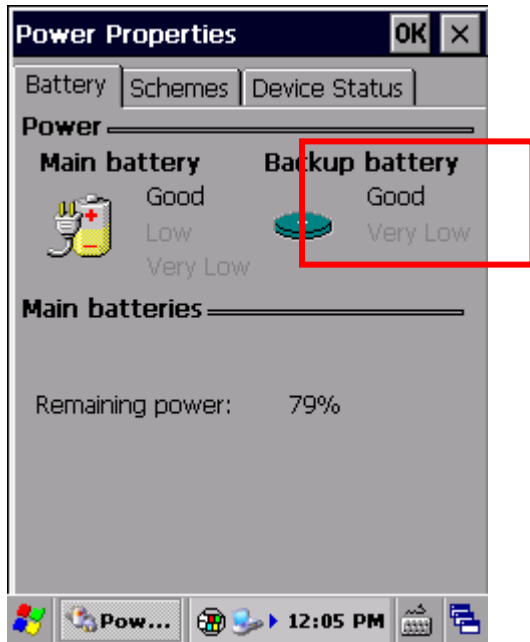 Power Properties OK ×
Battery Schemes Device Status
Power
Main battery Backup battery
Good Good
Low Very Low
Very Low
Main batteries
Remaining power: 79%
Pow... 12:05 PM